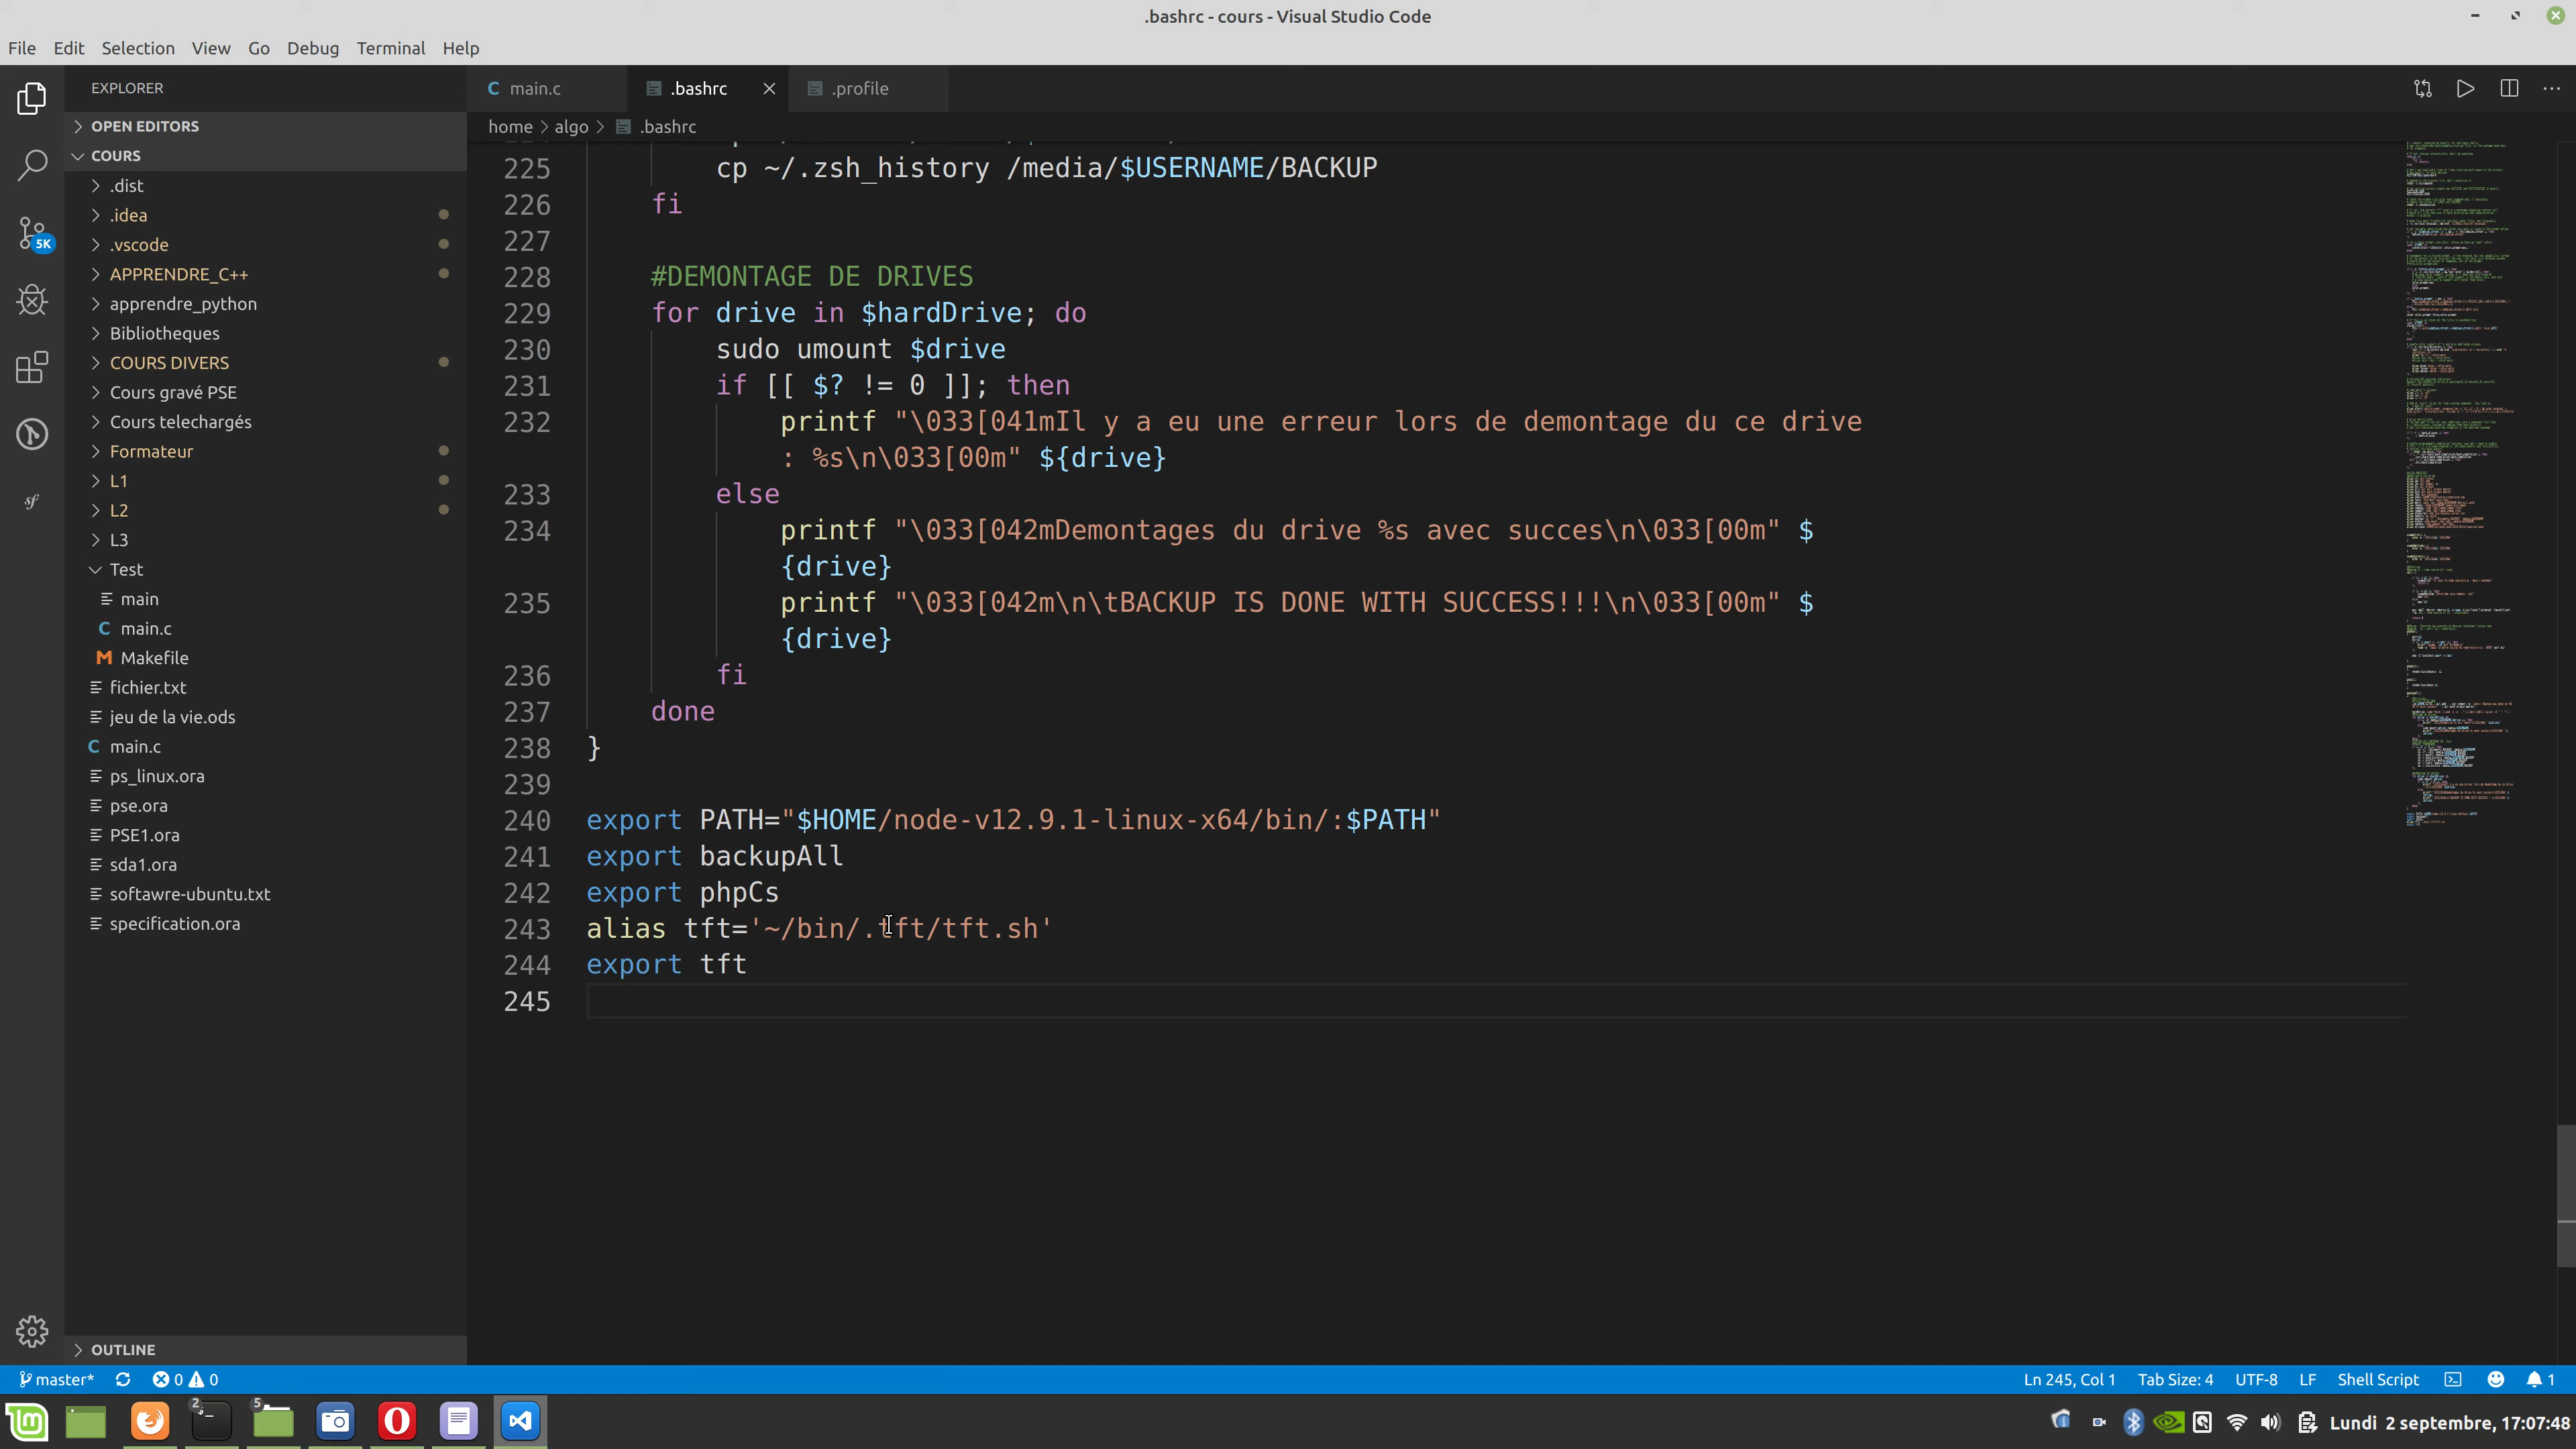 .bashrc - cours - Visual Studio Code
File Edit Selection View Go Debug Terminal Help
EXPLORER
OPEN EDITORS
COURS
.dist
.idea
.vscode
APPRENDRE_C++
apprendre_python
Bibliotheques
COURS DIVERS
Cours gravé PSE
Cours telechargés
Formateur
L1
L2
L3
Test
main
C main.c
M Makefile
fichier.txt
jeu de la vie.ods
C main.c
ps_linux.ora
pse.ora
PSE1.ora
sda1.ora
softawre-ubuntu.txt
specification.ora
OUTLINE
5K
C main.c .bashrc .profile
home > algo > .bashrc
225 cp ~/.zsh_history /media/$USERNAME/BACKUP
226 fi
227
228 #DEMONTAGE DE DRIVES
229 for drive in $hardDrive; do
230 sudo umount $drive
231 if [[ $? != 0 ]]; then
232 printf "\033[041mIl y a eu une erreur lors de demontage du ce drive
: %s\n\033[00m" ${drive}
233 else
234 printf "\033[042mDemontages du drive %s avec succes\n\033[00m" $
{drive}
235 printf "\033[042m\n\tBACKUP IS DONE WITH SUCCESS!!!\n\033[00m" $
{drive}
236 fi
237 done
238 }
239
240 export PATH="$HOME/node-v12.9.1-linux-x64/bin/:$PATH"
241 export backupAll
242 export phpCs
243 alias tft='~/bin/.tft/tft.sh'
244 export tft
245
master* 0 0 Ln 245, Col 1 Tab Size: 4 UTF-8 LF Shell Script 1
2 5 Lundi 2 septembre, 17:07:48